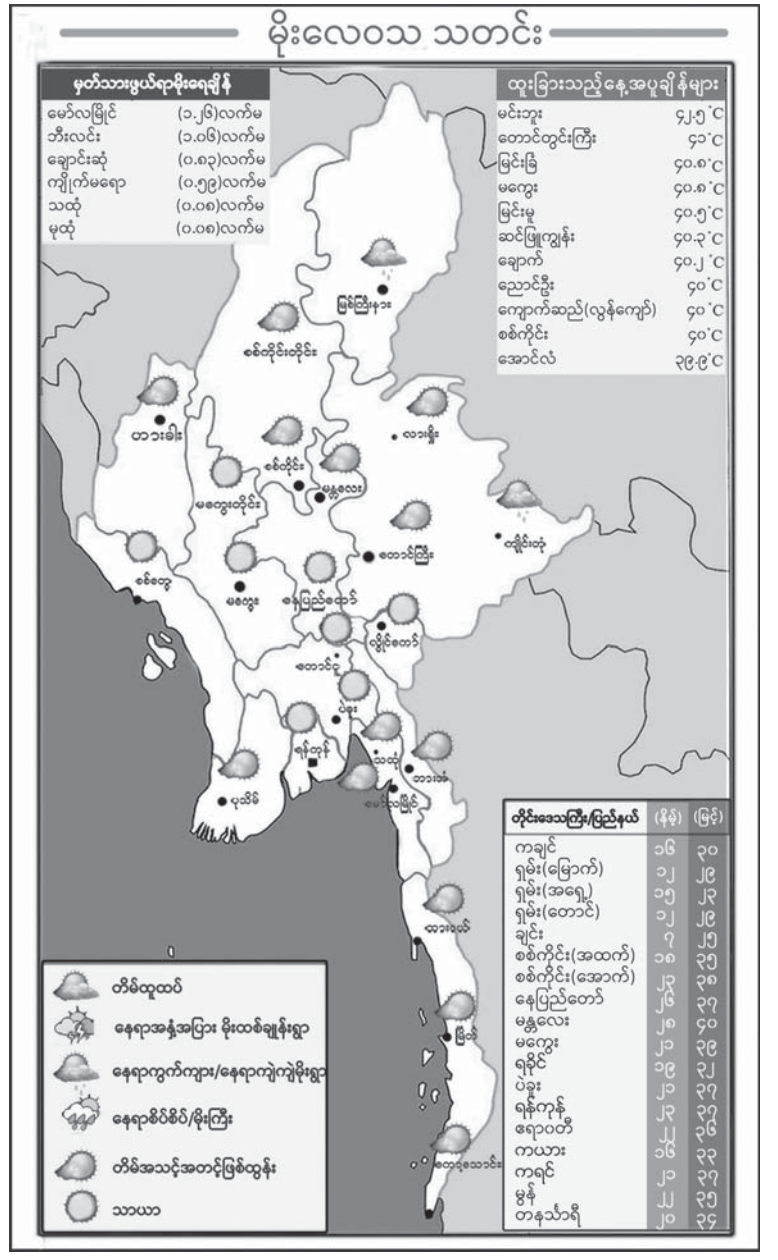 မိုးလေဝသ သတင်း
မှတ်သားဖွယ်ရာမိုးရေချိန်
မော်လမြိုင် (၁.၂၆)လက်မ
ဘီးလင်း (၁.၀၆)လက်မ
ချောင်းဆုံ (၀.၈၃)လက်မ
ကျိုက်မရော (၀.၅၉)လက်မ
သထုံ (၀.၀၈)လက်မ
မုထုံ (၀.၀၈)လက်မ
ထူးခြားသည့်နေ့အပူချိန်များ
မင်းဘူး ၄၂.၅°C
တောင်တွင်းကြီး ၄၁°C
မြင်းခြံ ၄၀.၈°C
မကွေး ၄၀.၈°C
မြင်းမူ ၄၀.၅°C
ဆင်ဖြူကျွန်း ၄၀.၃°C
ချောက် ၄၀.၂°C
ညောင်ဦး ၄၀°C
ကျောက်ဆည်(လွန်ကျော်) ၄၀°C
စစ်ကိုင်း ၄၀°C
အောင်လံ ၃၉.၉°C
မြစ်ကြီးနား
စစ်ကိုင်းတိုင်း
ဟားခါး
လားရှိုး
စစ်ကိုင်း
မန္တလေး
မကွေးတိုင်း
ကျိုင်းတုံ
တောင်ကြီး
စစ်တွေ
မကွေး
နေပြည်တော်
လွိုင်ကော်
တောင်ငူ
ပဲခူး
ရန်ကုန်
သထုံ
ဘားအံ
ပုသိမ်
မော်လမြိုင်
ထားဝယ်
မြိတ်
ကော့သောင်း
တိမ်ထူထပ်
နေရာအနှံ့အပြား မိုးထစ်ချုန်းရွာ
နေရာကွက်ကျား/နေရာကျဲကျဲမိုးရွာ
နေရာစိပ်စိပ်/မိုးကြီး
တိမ်အသင့်အတင့်ဖြစ်ထွန်း
သာယာ
တိုင်းဒေသကြီး/ပြည်နယ် (နိမ့်) (မြင့်)
ကချင် ၁၆ ၃၀
ရှမ်း(မြောက်) ၁၂ ၂၉
ရှမ်း(အရှေ့) ၁၅ ၂၃
ရှမ်း(တောင်) ၁၂ ၂၉
ချင်း ၇ ၂၅
စစ်ကိုင်း(အထက်) ၁၈ ၃၅
စစ်ကိုင်း(အောက်) ၂၃ ၃၈
နေပြည်တော် ၂၆ ၃၇
မန္တလေး ၂၈ ၄၀
မကွေး ၂၁ ၃၉
ရခိုင် ၁၉ ၃၂
ပဲခူး ၂၁ ၃၇
ရန်ကုန် ၂၃ ၃၇
ဧရာဝတီ ၂၂ ၃၆
ကယား ၁၆ ၃၃
ကရင် ၂၁ ၃၇
မွန် ၂၂ ၃၅
တနင်္သာရီ ၂၀ ၃၄